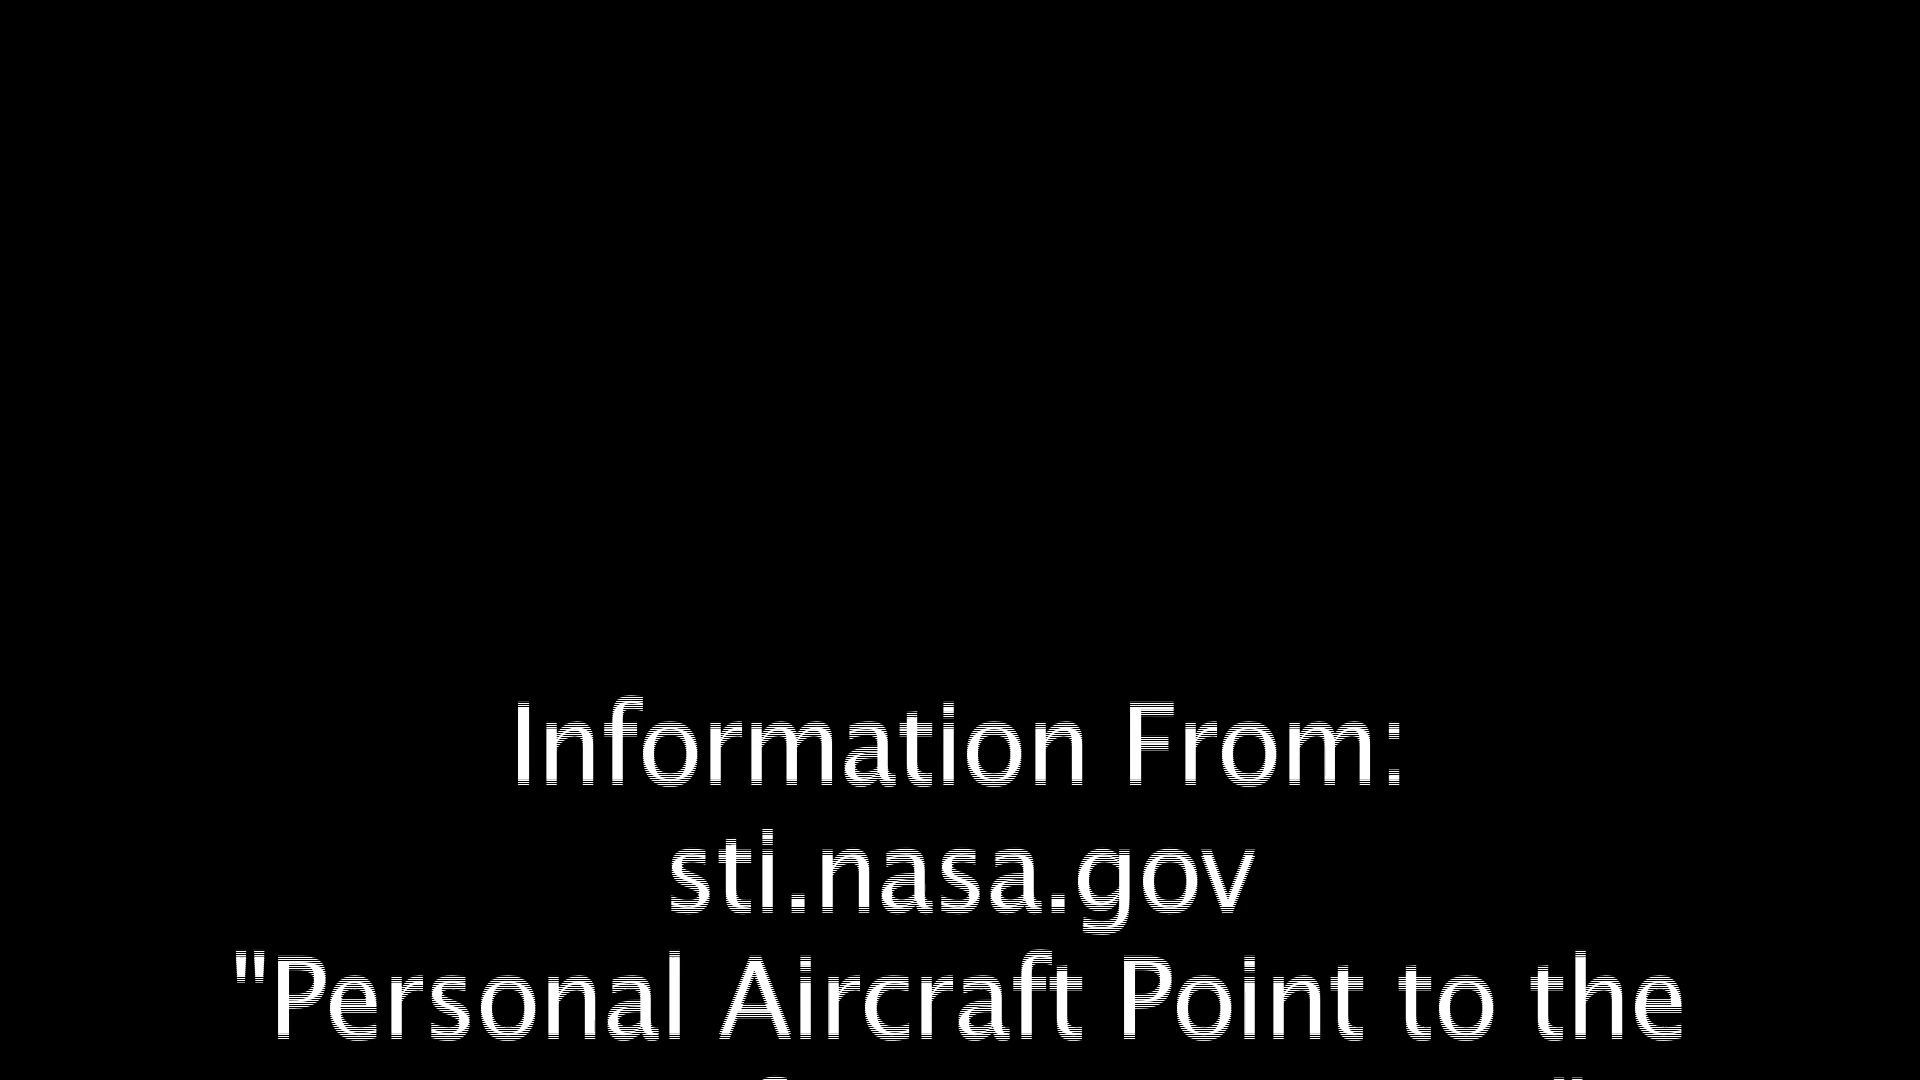 Information From:
sti.nasa.gov
"Personal Aircraft Point to the